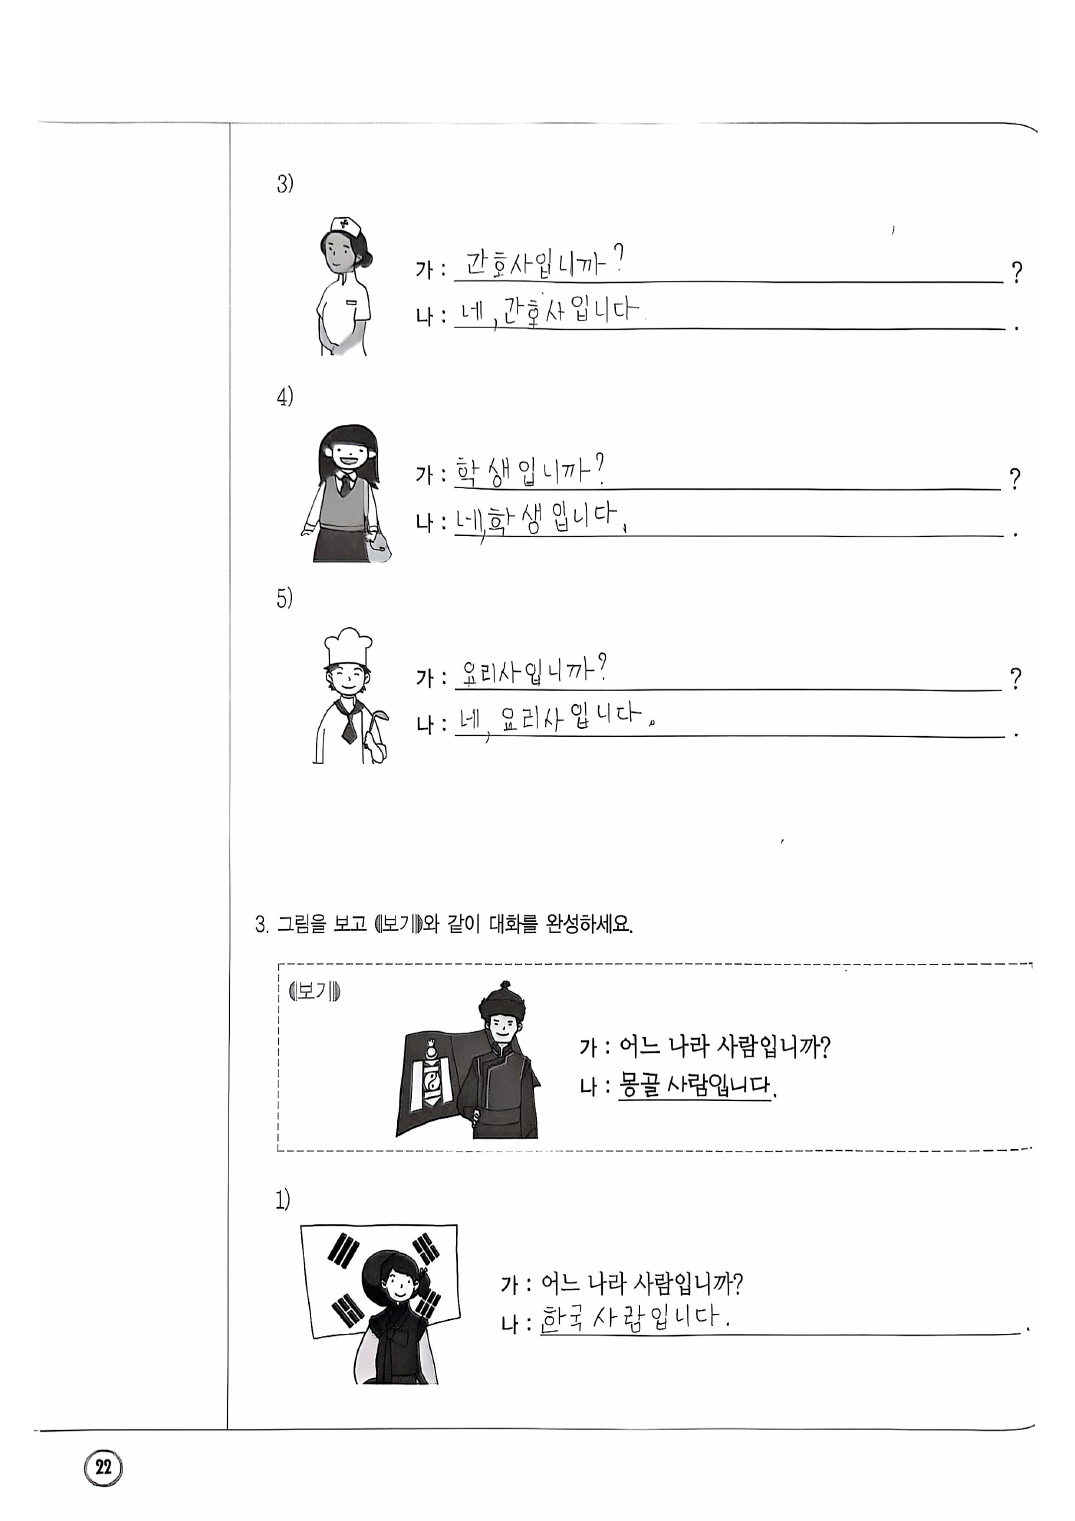 3)
가 : 간호사입니까? ?
나 : 네, 간호사입니다 .
4)
가 : 학생입니까? ?
나 : 네,학생입니다. .
5)
가 : 요리사입니까? ?
나 : 네, 요리사입니다. .
3. 그림을 보고 《보기》와 같이 대화를 완성하세요.
《보기》
가 : 어느 나라 사람입니까?
나 : 몽골 사람입니다.
1)
가 : 어느 나라 사람입니까?
나 : 한국 사람입니다. .
22